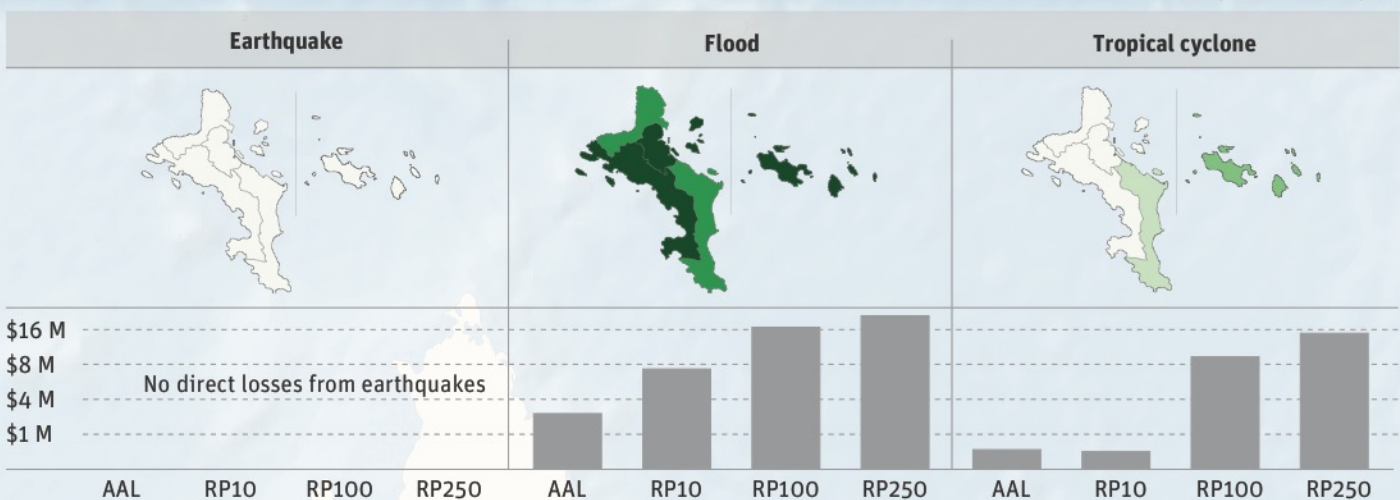 Earthquake
Flood
Tropical cyclone
$16 M
$8 M
No direct losses from earthquakes
$4 M
$1 M
AAL RP10 RP100 RP250 AAL RP10 RP100 RP250 AAL RP10 RP100 RP250